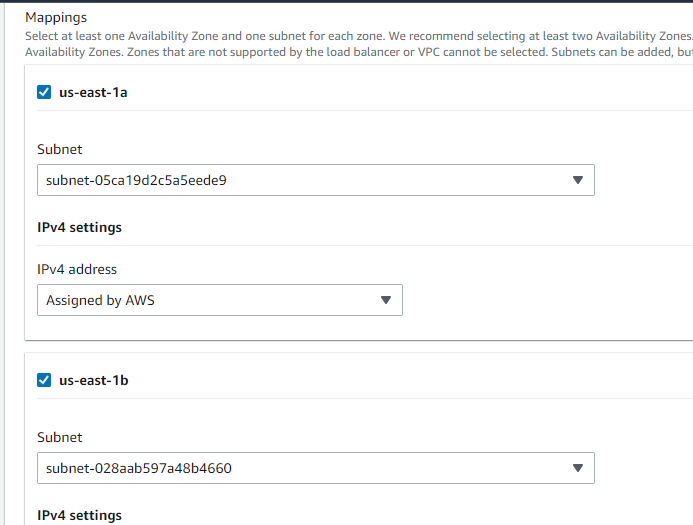 Mappings
Select at least one Availability Zone and one subnet for each zone. We recommend selecting at least two Availability Zones.
Availability Zones. Zones that are not supported by the load balancer or VPC cannot be selected. Subnets can be added, but
us-east-1a
Subnet
subnet-05ca19d2c5a5eede9
IPv4 settings
IPv4 address
Assigned by AWS
us-east-1b
Subnet
subnet-028aab597a48b4660
IPv4 settings